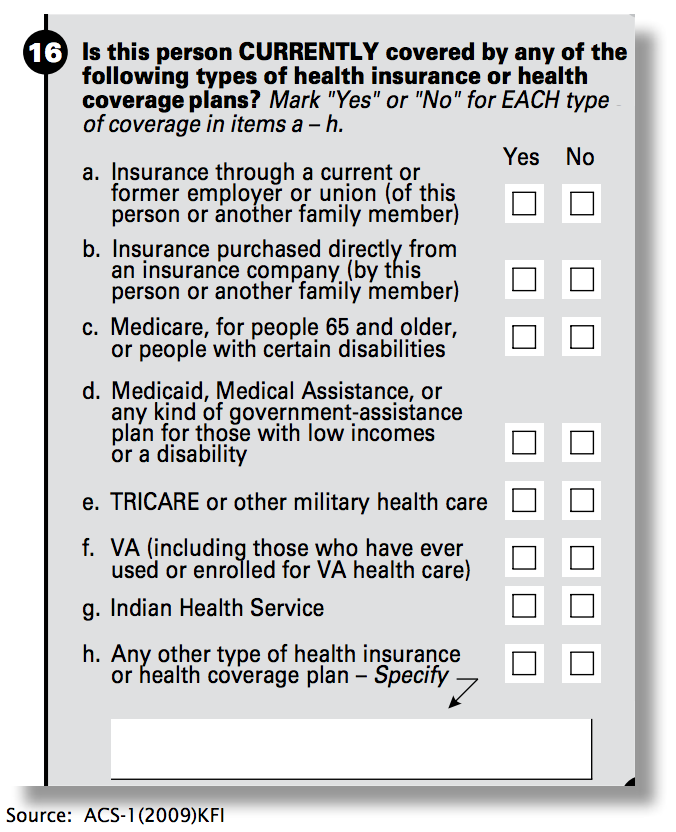 16 Is this person CURRENTLY covered by any of the
following types of health insurance or health
coverage plans? Mark "Yes" or "No" for EACH type
of coverage in items a – h.
Yes No
a. Insurance through a current or
former employer or union (of this
person or another family member)
b. Insurance purchased directly from
an insurance company (by this
person or another family member)
c. Medicare, for people 65 and older,
or people with certain disabilities
d. Medicaid, Medical Assistance, or
any kind of government-assistance
plan for those with low incomes
or a disability
e. TRICARE or other military health care
f. VA (including those who have ever
used or enrolled for VA health care)
g. Indian Health Service
h. Any other type of health insurance
or health coverage plan – Specify
Source: ACS-1(2009)KFI